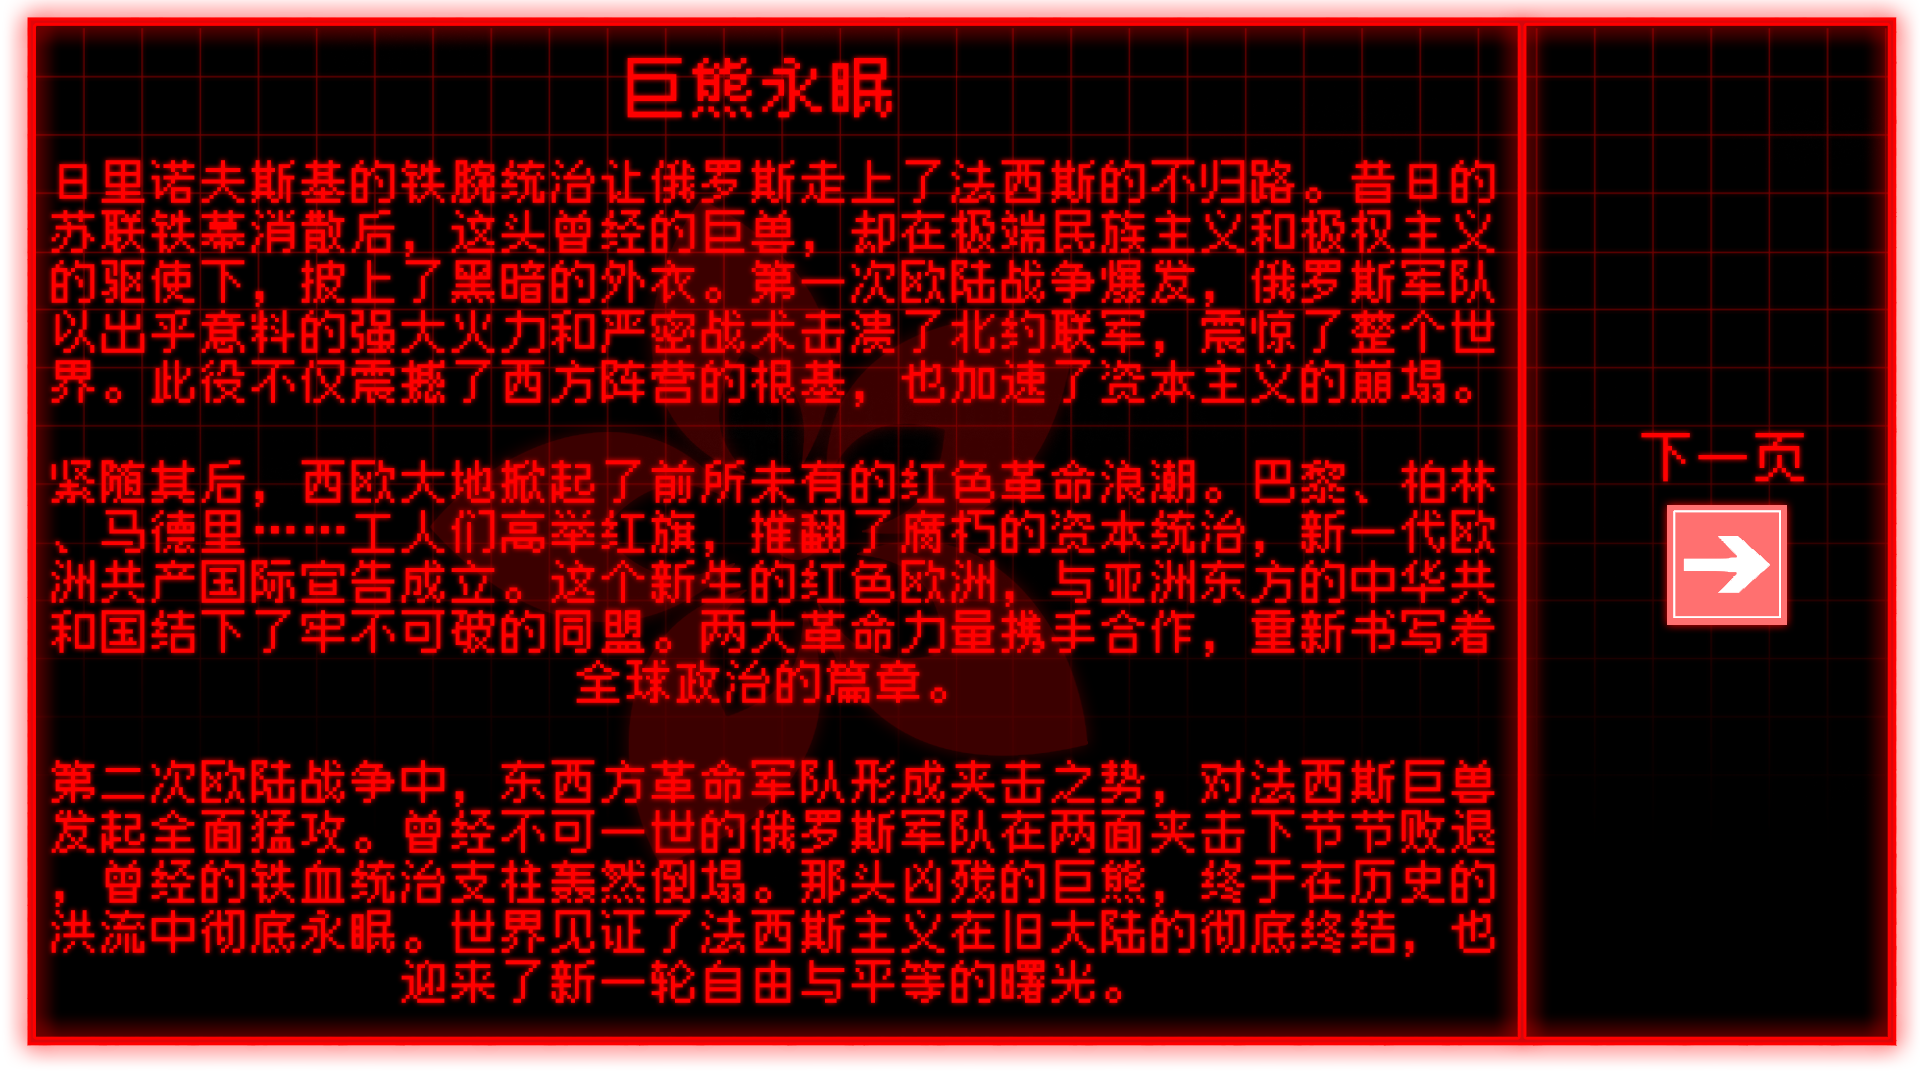 巨熊永眠
日里诺夫斯基的铁腕统治让俄罗斯走上了法西斯的不归路。昔日的
苏联铁幕消散后，这头曾经的巨兽，却在极端民族主义和极权主义
的驱使下，披上了黑暗的外衣。第一次欧陆战争爆发，俄罗斯军队
以出乎意料的强大火力和严密战术击溃了北约联军，震惊了整个世
界。此役不仅震撼了西方阵营的根基，也加速了资本主义的崩塌。
紧随其后，西欧大地掀起了前所未有的红色革命浪潮。巴黎、柏林
、马德里……工人们高举红旗，推翻了腐朽的资本统治，新一代欧
洲共产国际宣告成立。这个新生的红色欧洲，与亚洲东方的中华共
和国结下了牢不可破的同盟。两大革命力量携手合作，重新书写着
全球政治的篇章。
第二次欧陆战争中，东西方革命军队形成夹击之势，对法西斯巨兽
发起全面猛攻。曾经不可一世的俄罗斯军队在两面夹击下节节败退
，曾经的铁血统治支柱轰然倒塌。那头凶残的巨熊，终于在历史的
洪流中彻底永眠。世界见证了法西斯主义在旧大陆的彻底终结，也
迎来了新一轮自由与平等的曙光。
下一页